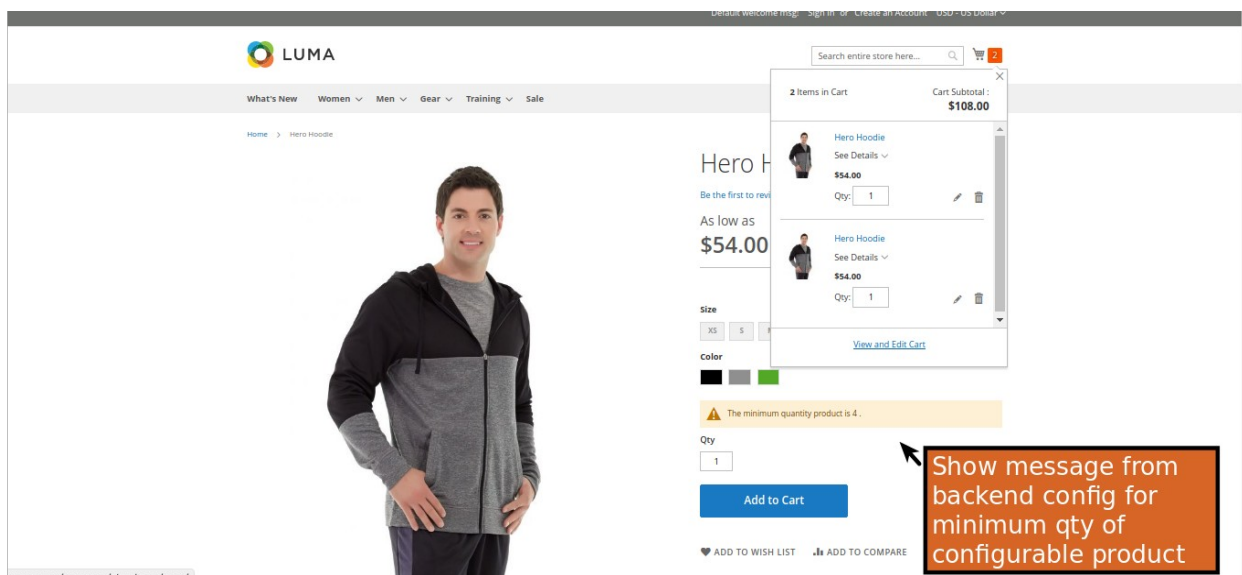 Default welcome msg! Sign In or Create an Account USD - US Dollar
LUMA
Search entire store here...
2
What's New Women Men Gear Training Sale
2 Items in Cart
Cart Subtotal :
$108.00
Home > Hero Hoodie
Hero Hoodie
See Details
$54.00
Qty: 1
Hero Hoodie
See Details
$54.00
Qty: 1
View and Edit Cart
Hero H
Be the first to revi
As low as
$54.00
Size
XS S
Color
The minimum quantity product is 4 .
Qty
1
Add to Cart
ADD TO WISH LIST ADD TO COMPARE
Show message from
backend config for
minimum qty of
configurable product